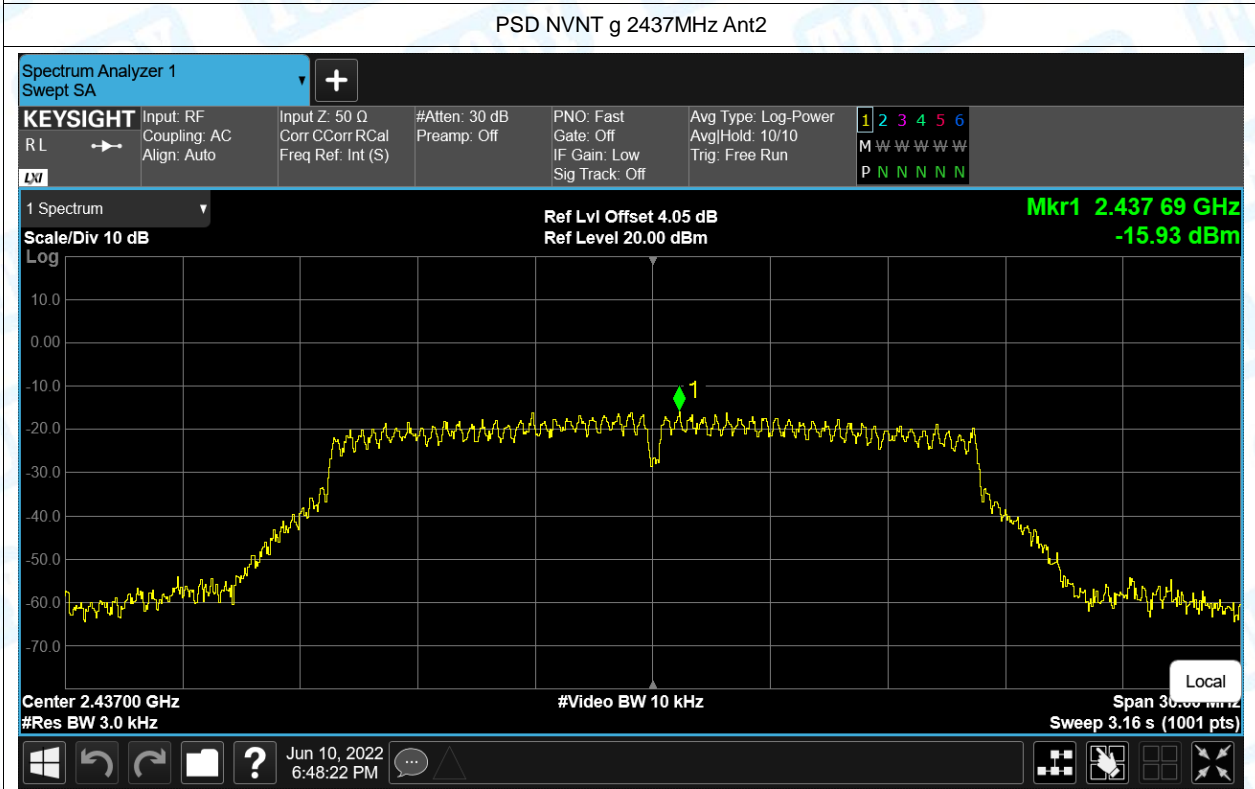 PSD NVNT g 2437MHz Ant2
Spectrum Analyzer 1
Swept SA
KEYSIGHT
RL
LXI
Input: RF
Coupling: AC
Align: Auto
Input Z: 50 Ω
Corr CCorr RCal
Freq Ref: Int (S)
#Atten: 30 dB
Preamp: Off
PNO: Fast
Gate: Off
IF Gain: Low
Sig Track: Off
Avg Type: Log-Power
Avg|Hold: 10/10
Trig: Free Run
1 2 3 4 5 6
M W W W W W W
P N N N N N N
1 Spectrum
Scale/Div 10 dB
Ref Lvl Offset 4.05 dB
Ref Level 20.00 dBm
Mkr1 2.437 69 GHz
-15.93 dBm
Log
10.0
0.00
-10.0
-20.0
-30.0
-40.0
-50.0
-60.0
-70.0
1
Center 2.43700 GHz
#Res BW 3.0 kHz
#Video BW 10 kHz
Local
Span 30.00 MHz
Sweep 3.16 s (1001 pts)
Jun 10, 2022
6:48:22 PM